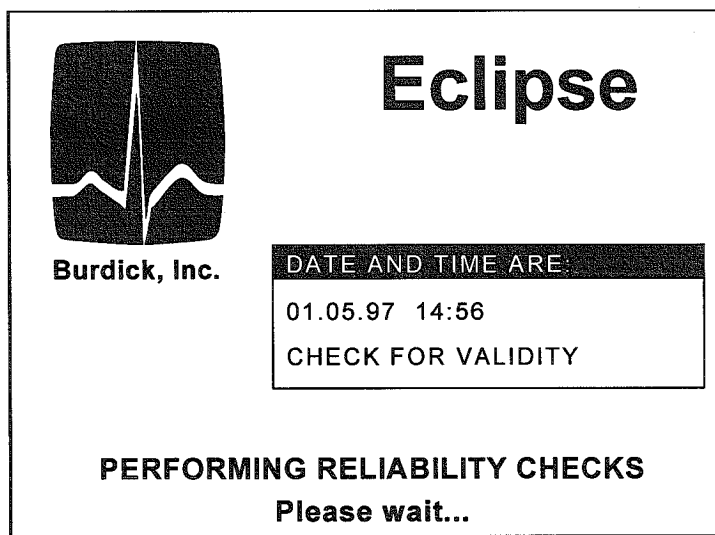 Eclipse
Burdick, Inc.
DATE AND TIME ARE:
01.05.97 14:56
CHECK FOR VALIDITY
PERFORMING RELIABILITY CHECKS
Please wait...